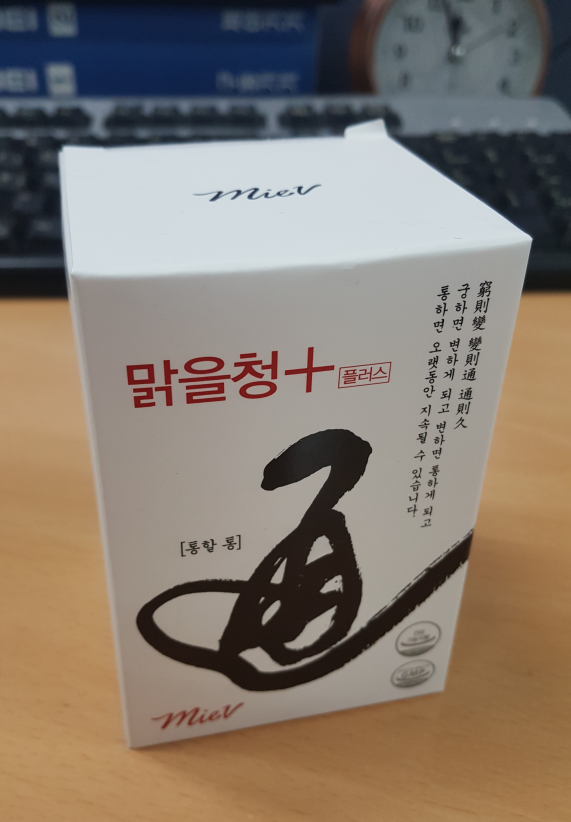 miev
맑을청+ 플러스
窮則變 變則通 通則久
궁하면 변하게 되고 변하면 통하게 되고
통하면 오랫동안 지속될 수 있습니다
[통할 통]
通
GMP
miev